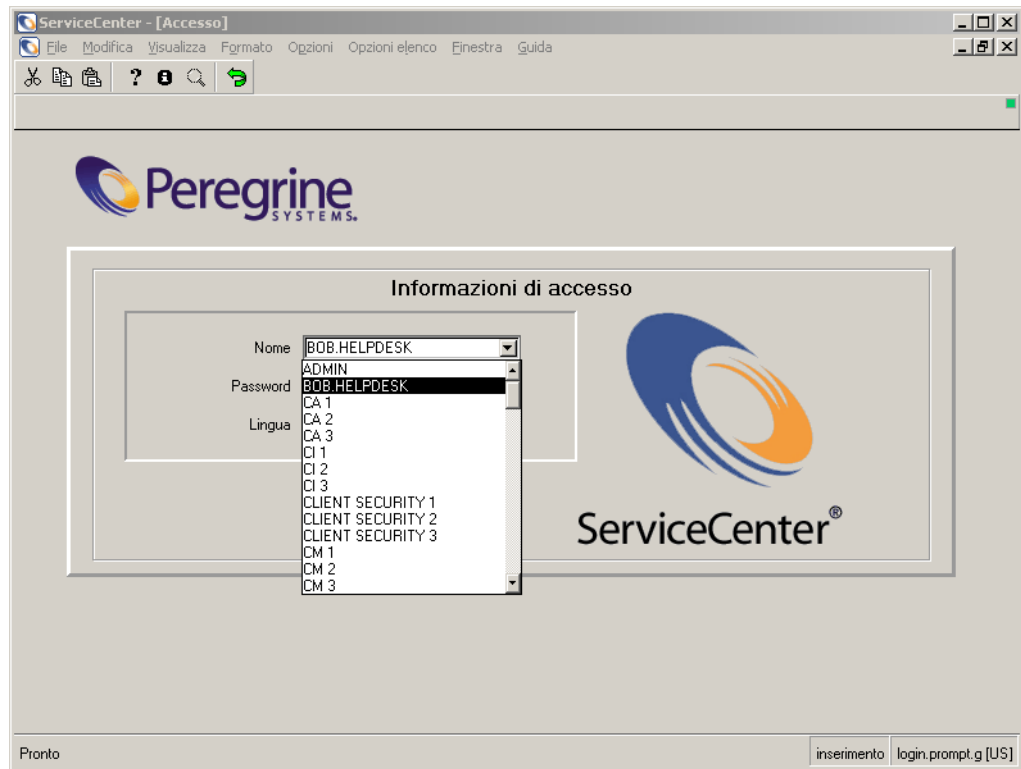 ServiceCenter - [Accesso]
File Modifica Visualizza Formato Opzioni Opzioni elenco Finestra Guida
Peregrine
SYSTEMS.
Informazioni di accesso
Nome BOB.HELPDESK
Password
Lingua
ADMIN
BOB.HELPDESK
CA 1
CA 2
CA 3
CI 1
CI 2
CI 3
CLIENT SECURITY 1
CLIENT SECURITY 2
CLIENT SECURITY 3
CM 1
CM 2
CM 3
ServiceCenter®
Pronto inserimento login.prompt.g [US]